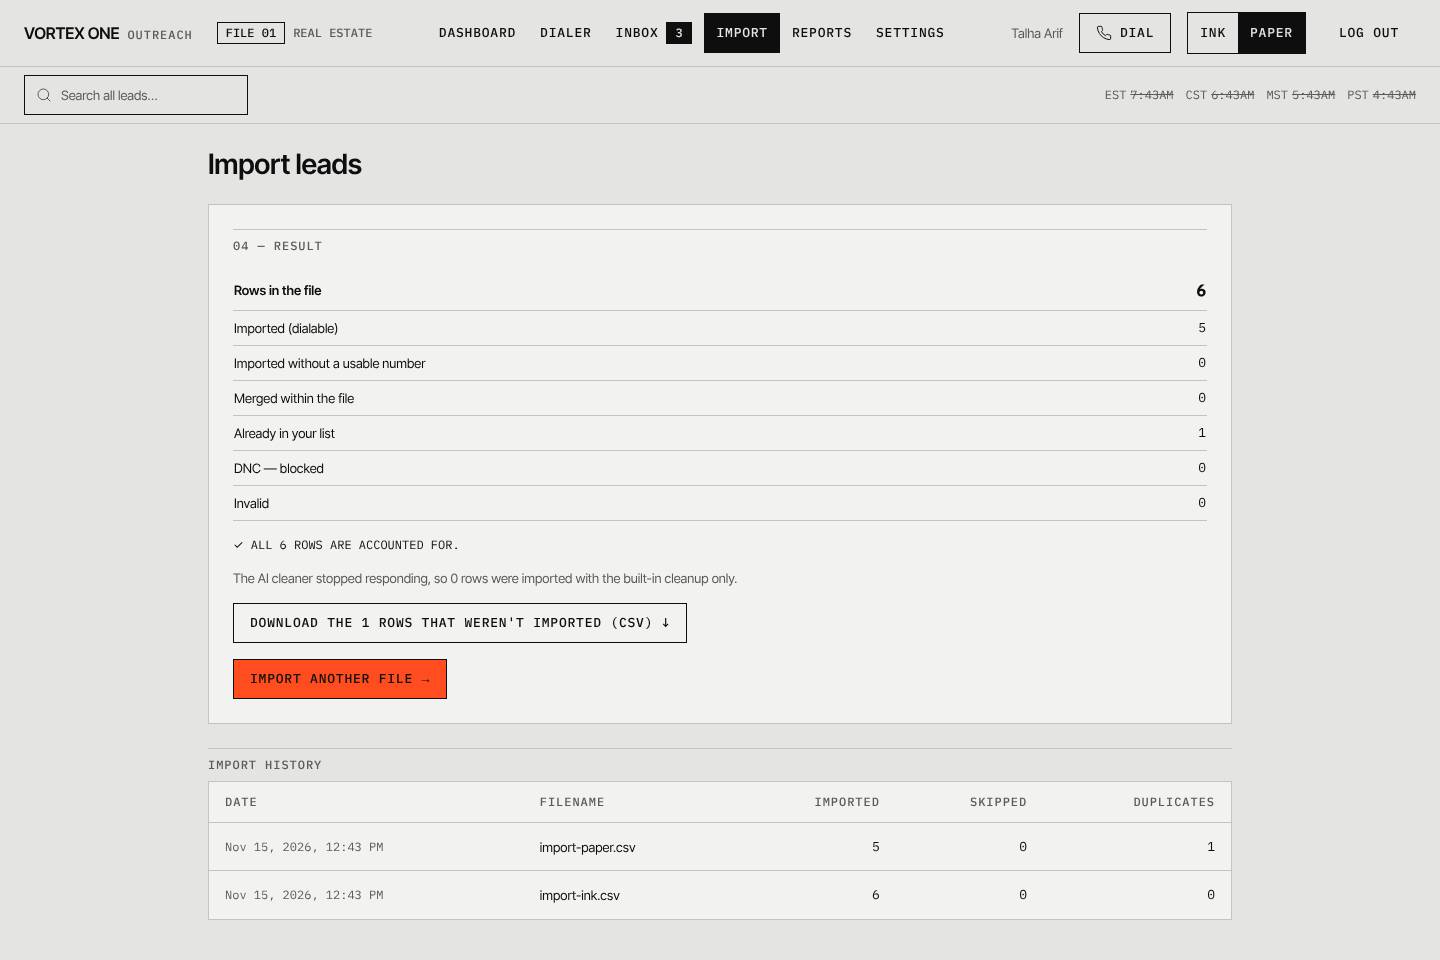 VORTEX ONE OUTREACH FILE 01 REAL ESTATE DASHBOARD DIALER INBOX 3 IMPORT REPORTS SETTINGS Talha Arif DIAL INK PAPER LOG OUT
Search all leads... EST 7:43AM CST 6:43AM MST 5:43AM PST 4:43AM
Import leads
04 — RESULT
Rows in the file 6
Imported (dialable) 5
Imported without a usable number 0
Merged within the file 0
Already in your list 1
DNC — blocked 0
Invalid 0
✓ ALL 6 ROWS ARE ACCOUNTED FOR.
The AI cleaner stopped responding, so 0 rows were imported with the built-in cleanup only.
DOWNLOAD THE 1 ROWS THAT WEREN'T IMPORTED (CSV) ↓
IMPORT ANOTHER FILE →
IMPORT HISTORY
DATE FILENAME IMPORTED SKIPPED DUPLICATES
Nov 15, 2026, 12:43 PM import-paper.csv 5 0 1
Nov 15, 2026, 12:43 PM import-ink.csv 6 0 0